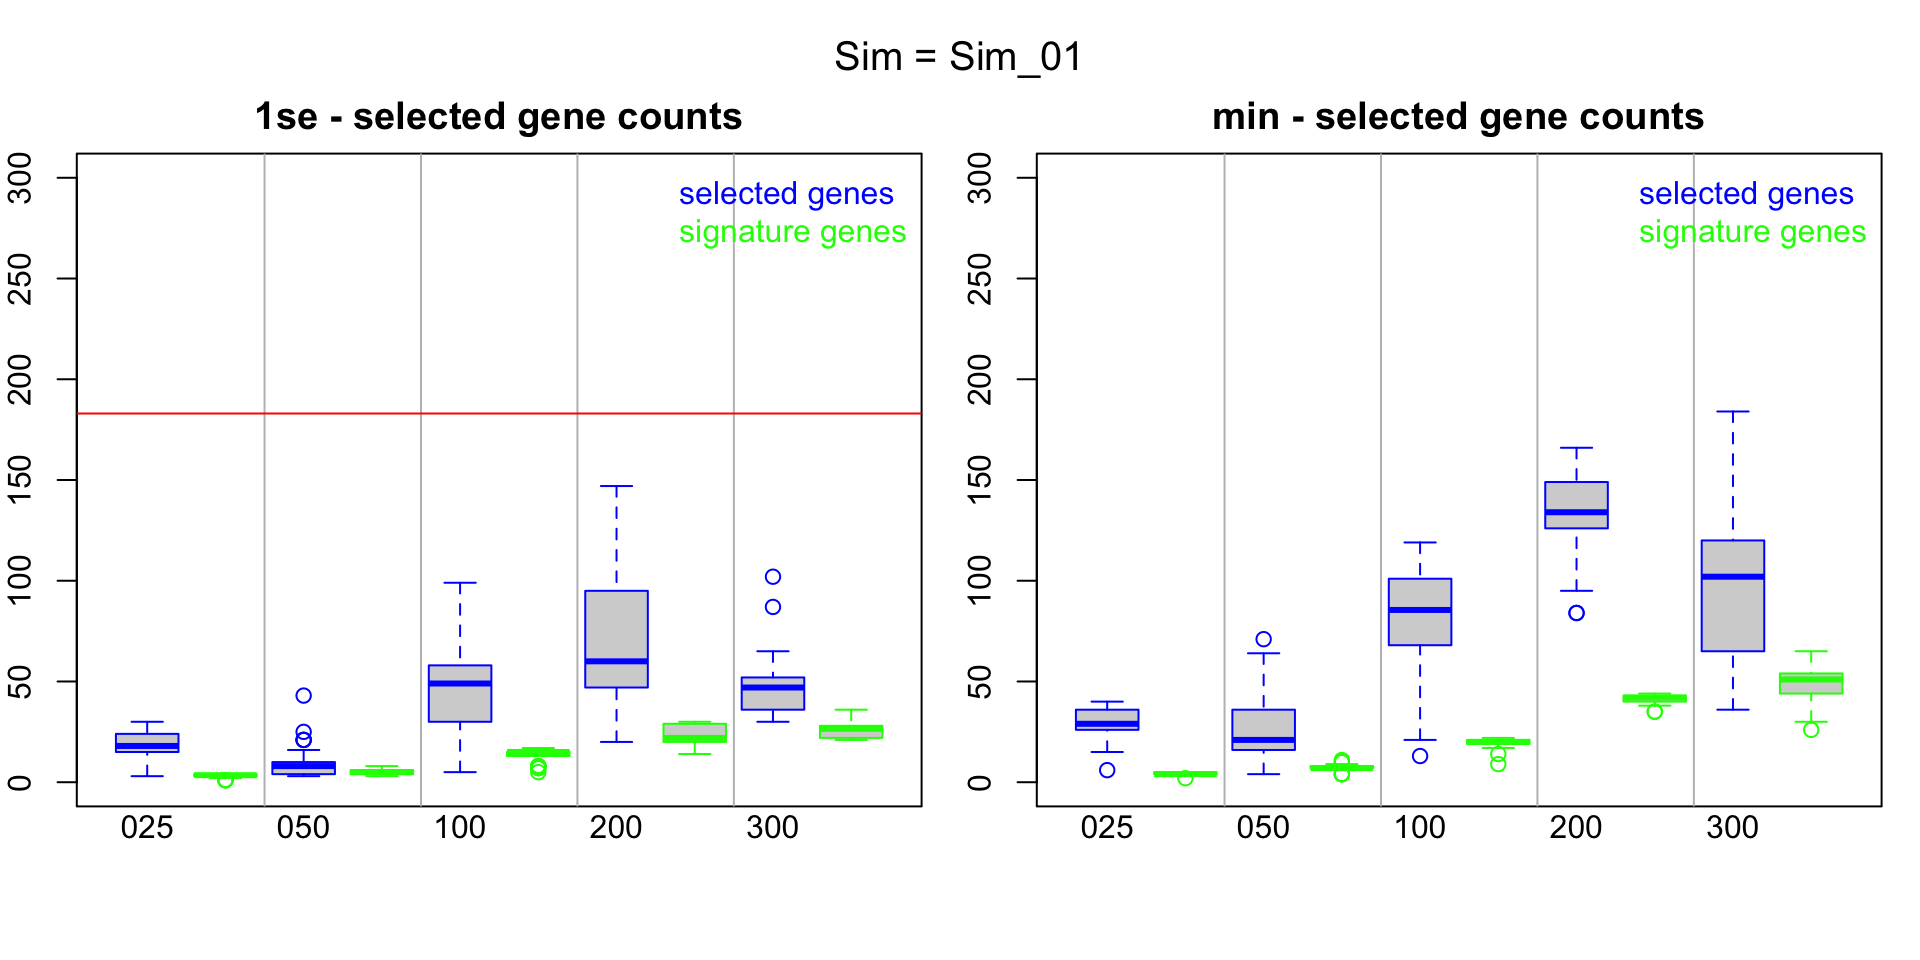 Sim = Sim_01
1se - selected gene counts
300
250
200
150
100
50
0
selected genes
signature genes
025 050 100 200 300
min - selected gene counts
300
250
200
150
100
50
0
selected genes
signature genes
025 050 100 200 300